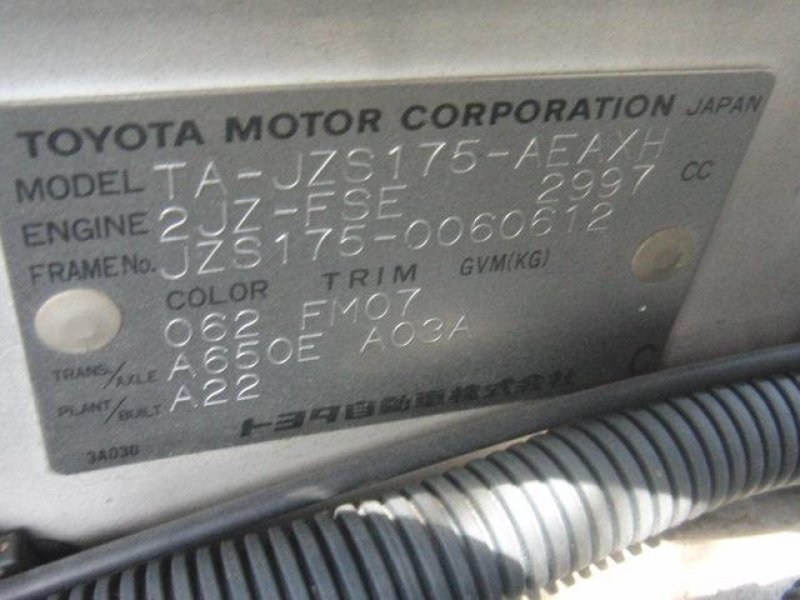 TOYOTA MOTOR CORPORATION JAPAN
MODEL TA-JZS175-AEAXH
ENGINE 2JZ-FSE 2997 CC
FRAME No. JZS175-0060612
COLOR TRIM GVM(KG)
062 FM07
TRANS./AXLE A650E A03A
PLANT/BUILT A22
トヨタ自動車株式会社
3A030
C